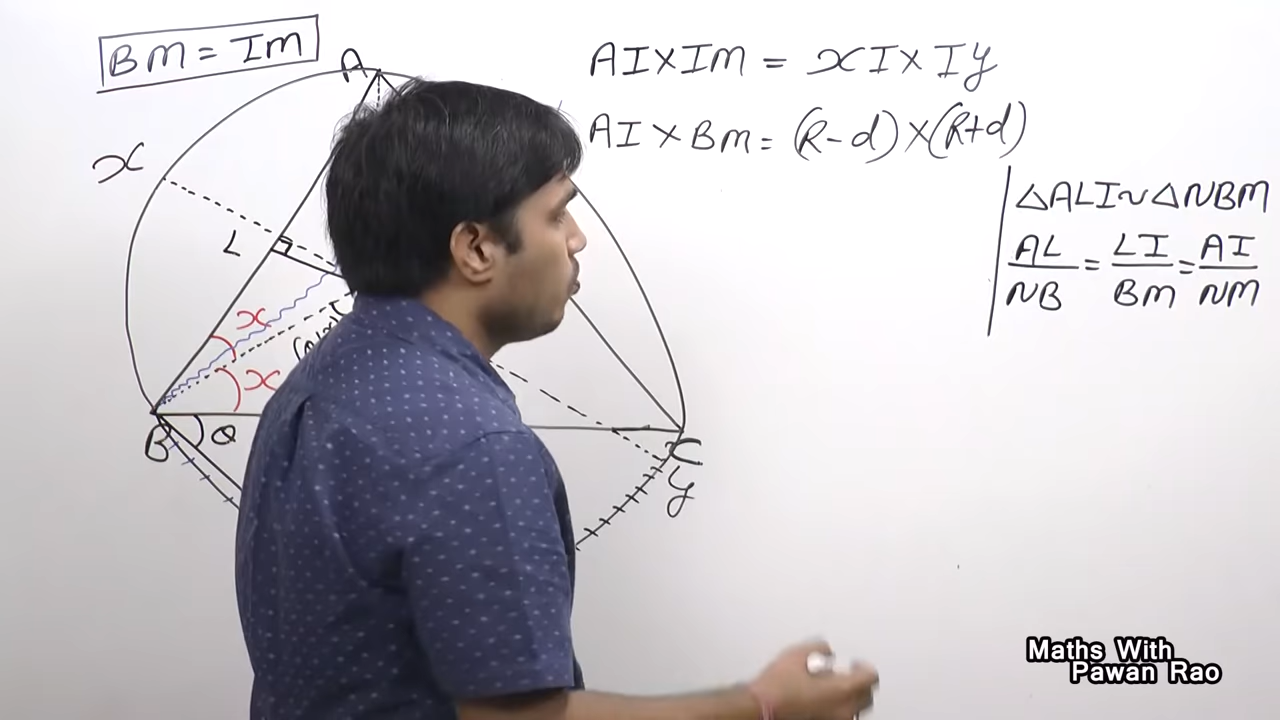 BM = IM
A
AI×IM = xI×Iy
AI×BM = (R-d)×(R+d)
x
△ALI~△NBM
L
AL/NB = LI/BM = AI/NM
x
x
B
θ
C
y
Maths With
Pawan Rao